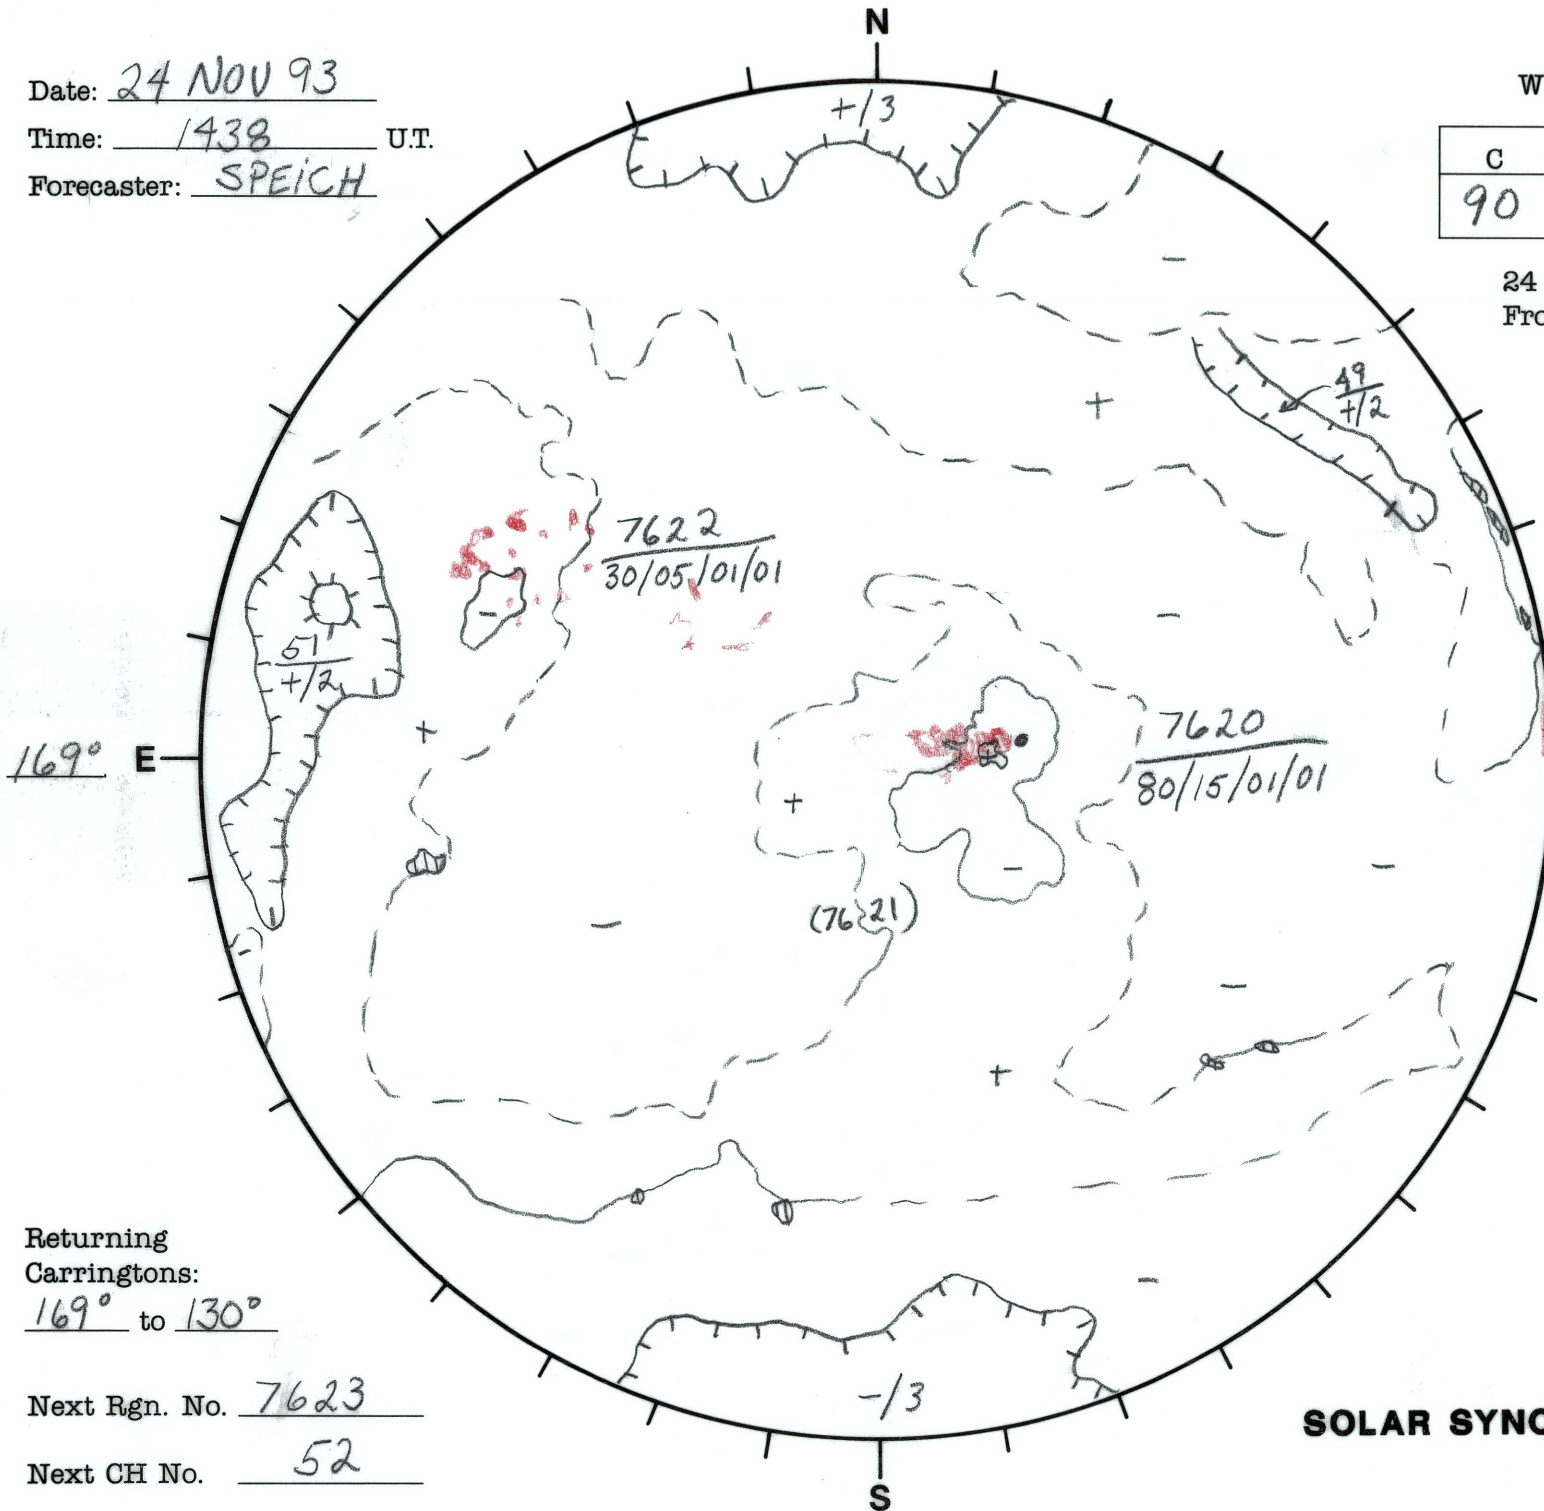 N
Date: 24 NOV 93
Time: 1438 U.T.
Forecaster: SPEICH
W
C
90
24
Fro
+/3
-
+
49
+/2
7622
30/05/01/01
-
-
51
+/2
+
169° E
7620
80/15/01/01
+
-
-
(7621)
-
-
-
+
Returning
Carringtons:
169° to 130°
-
Next Rgn. No. 7623
-/3
SOLAR SYNO
Next CH No. 52
S